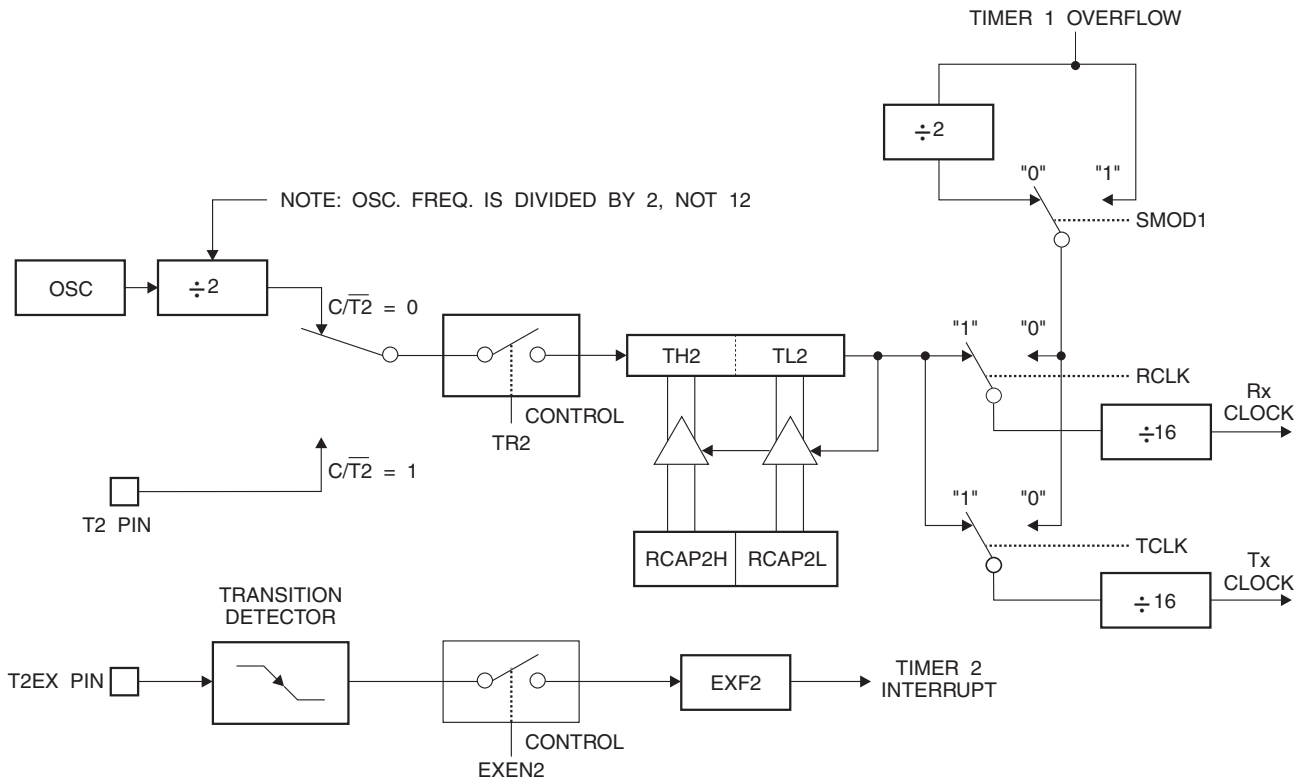 TIMER 1 OVERFLOW
÷2
"0" "1"
SMOD1
NOTE: OSC. FREQ. IS DIVIDED BY 2, NOT 12
OSC
÷2
C/T2̅ = 0
TH2 TL2
"1" "0"
RCLK
Rx
CLOCK
÷16
CONTROL
TR2
C/T2̅ = 1
T2 PIN
"1" "0"
TCLK
Tx
CLOCK
÷16
RCAP2H RCAP2L
TRANSITION
DETECTOR
T2EX PIN
EXF2
TIMER 2
INTERRUPT
CONTROL
EXEN2